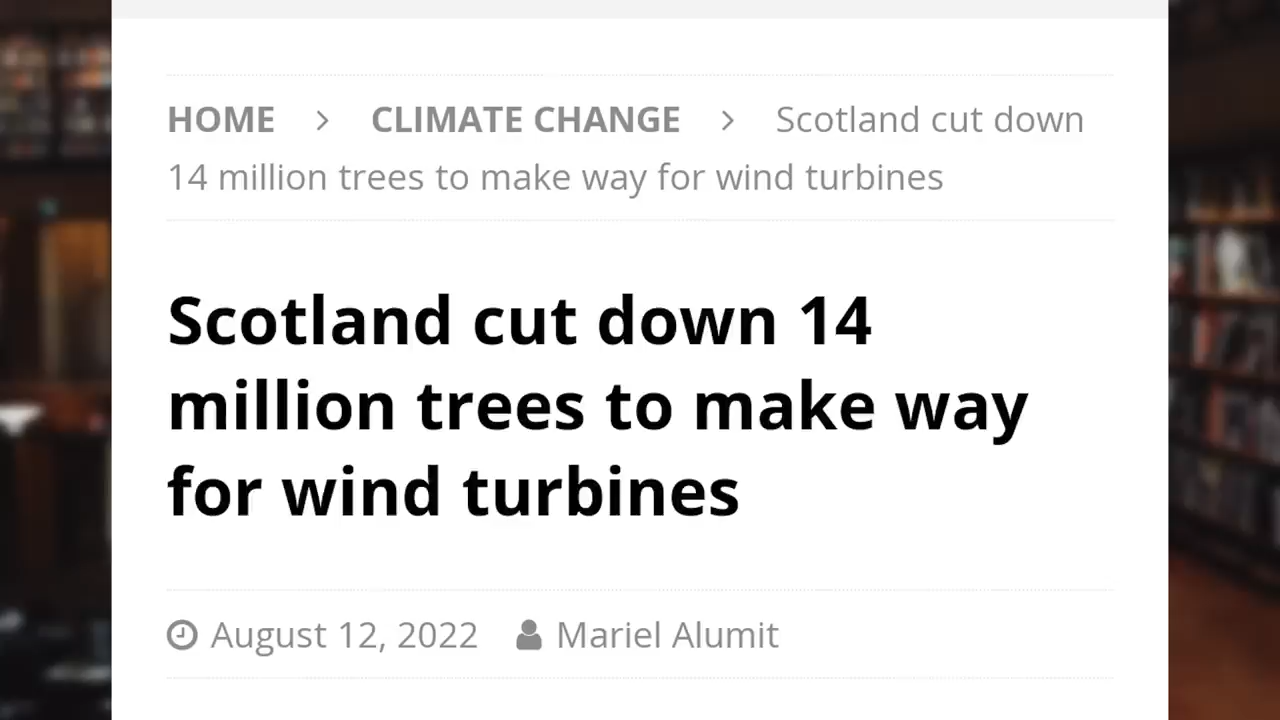 HOME > CLIMATE CHANGE > Scotland cut down
14 million trees to make way for wind turbines
Scotland cut down 14
million trees to make way
for wind turbines
August 12, 2022 Mariel Alumit